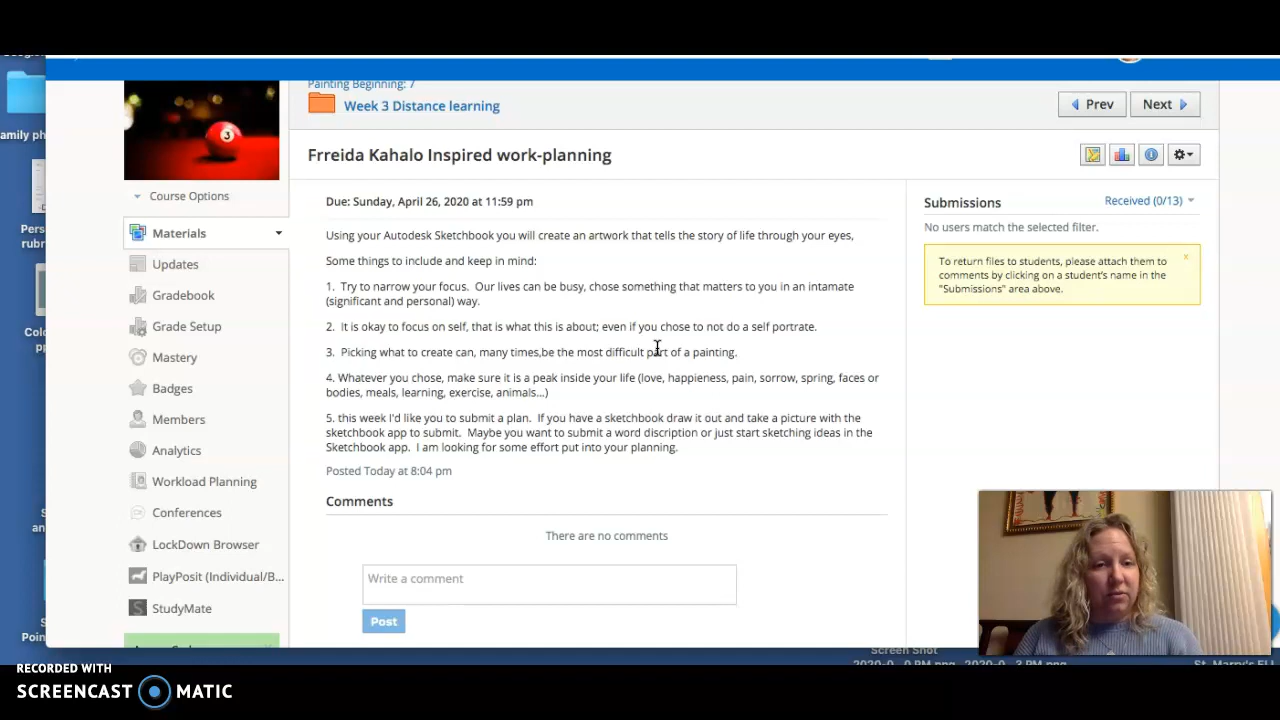 amily ph
Painting Beginning: 7
Week 3 Distance learning
Prev
Next
3
Frreida Kahalo Inspired work-planning
Course Options
Due: Sunday, April 26, 2020 at 11:59 pm
Submissions
Received (0/13)
No users match the selected filter.
Materials
Using your Autodesk Sketchbook you will create an artwork that tells the story of life through your eyes,
Pers
rubr
Updates
Some things to include and keep in mind:
To return files to students, please attach them to
comments by clicking on a student's name in the
"Submissions" area above.
Gradebook
1. Try to narrow your focus. Our lives can be busy, chose something that matters to you in an intamate
(significant and personal) way.
Grade Setup
2. It is okay to focus on self, that is what this is about; even if you chose to not do a self portrate.
Colo
pp
Mastery
3. Picking what to create can, many times,be the most difficult part of a painting.
Badges
4. Whatever you chose, make sure it is a peak inside your life (love, happieness, pain, sorrow, spring, faces or
bodies, meals, learning, exercise, animals...)
Members
5. this week I'd like you to submit a plan. If you have a sketchbook draw it out and take a picture with the
sketchbook app to submit. Maybe you want to submit a word discription or just start sketching ideas in the
Sketchbook app. I am looking for some effort put into your planning.
Analytics
Posted Today at 8:04 pm
Workload Planning
Comments
Conferences
S
an
There are no comments
LockDown Browser
PlayPosit (Individual/B...
Write a comment
StudyMate
Post
S
Poin
RECORDED WITH
SCREENCAST MATIC
Screen Shot